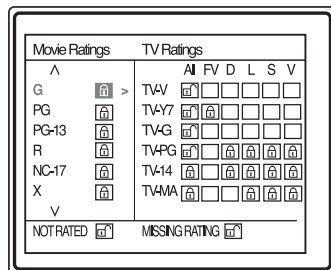 Movie Ratings TV Ratings
All FV D L S V
G > TV-V
PG TV-Y7
PG-13 TV-G
R TV-PG
NC-17 TV-14
X TV-MA
NOT RATED MISSING RATING